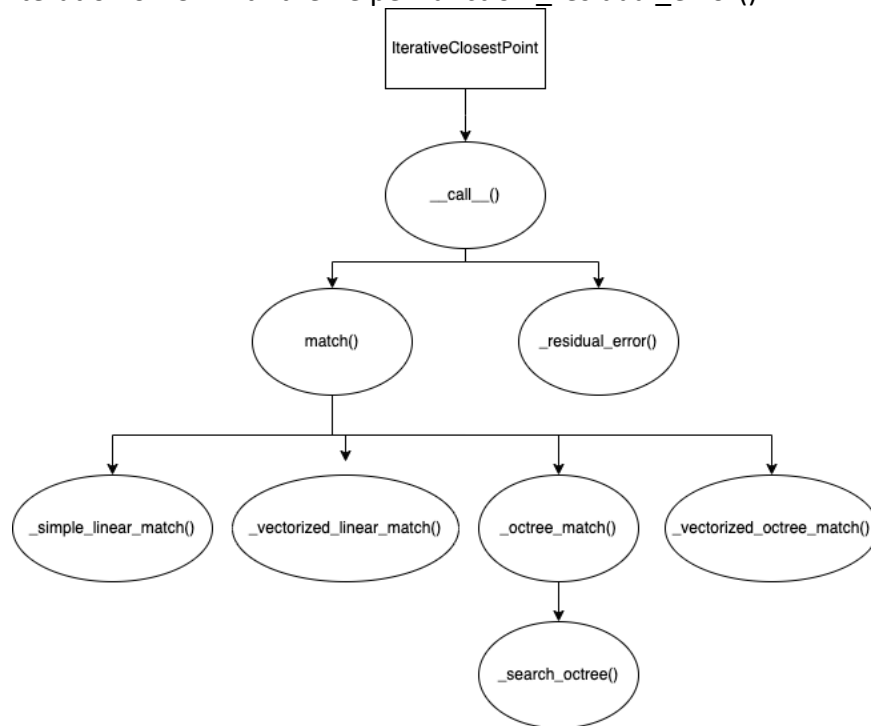 IterativeClosestPoint
__call__()
match()
_residual_error()
_simple_linear_match()
_vectorized_linear_match()
_octree_match()
_vectorized_octree_match()
_search_octree()